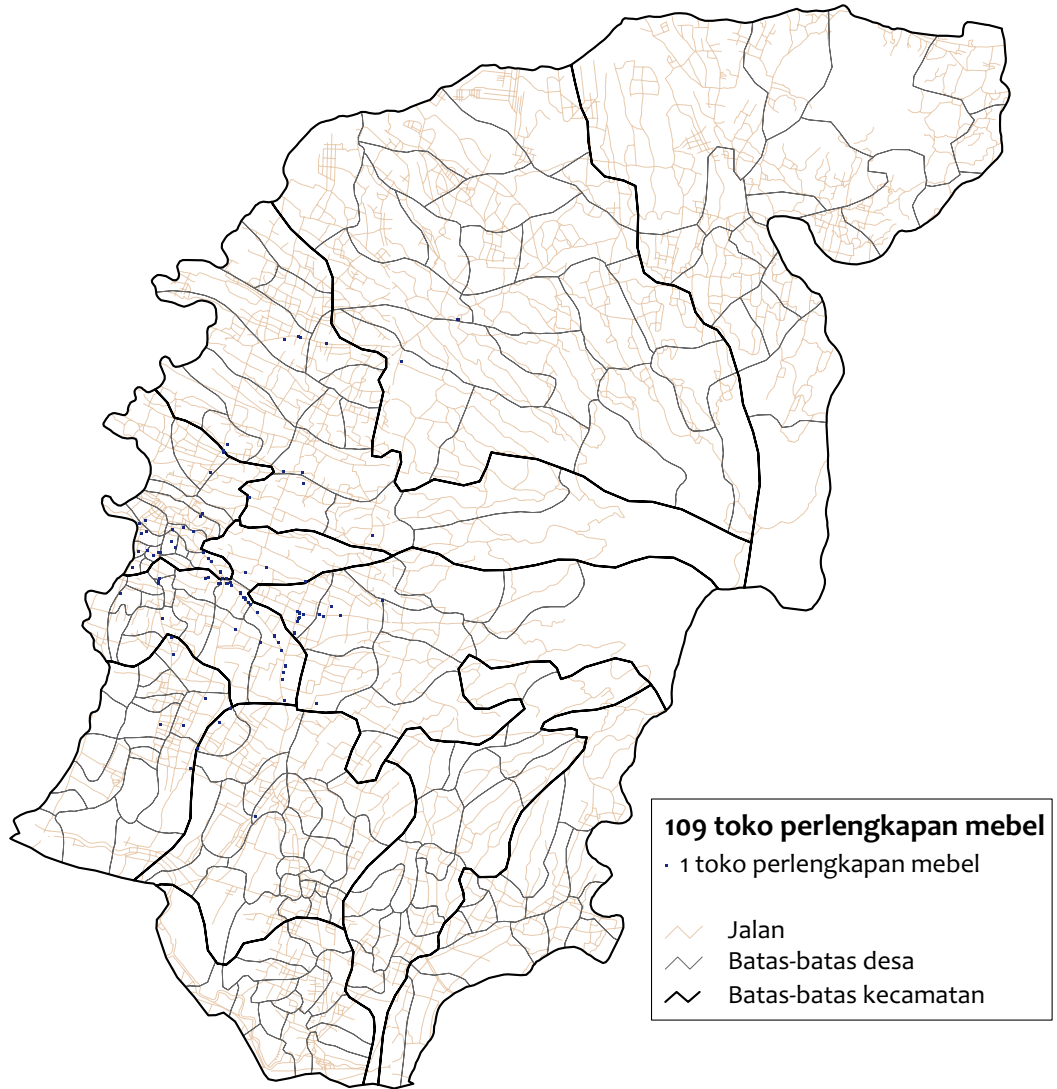 109 toko perlengkapan mebel
1 toko perlengkapan mebel
Jalan
Batas-batas desa
Batas-batas kecamatan